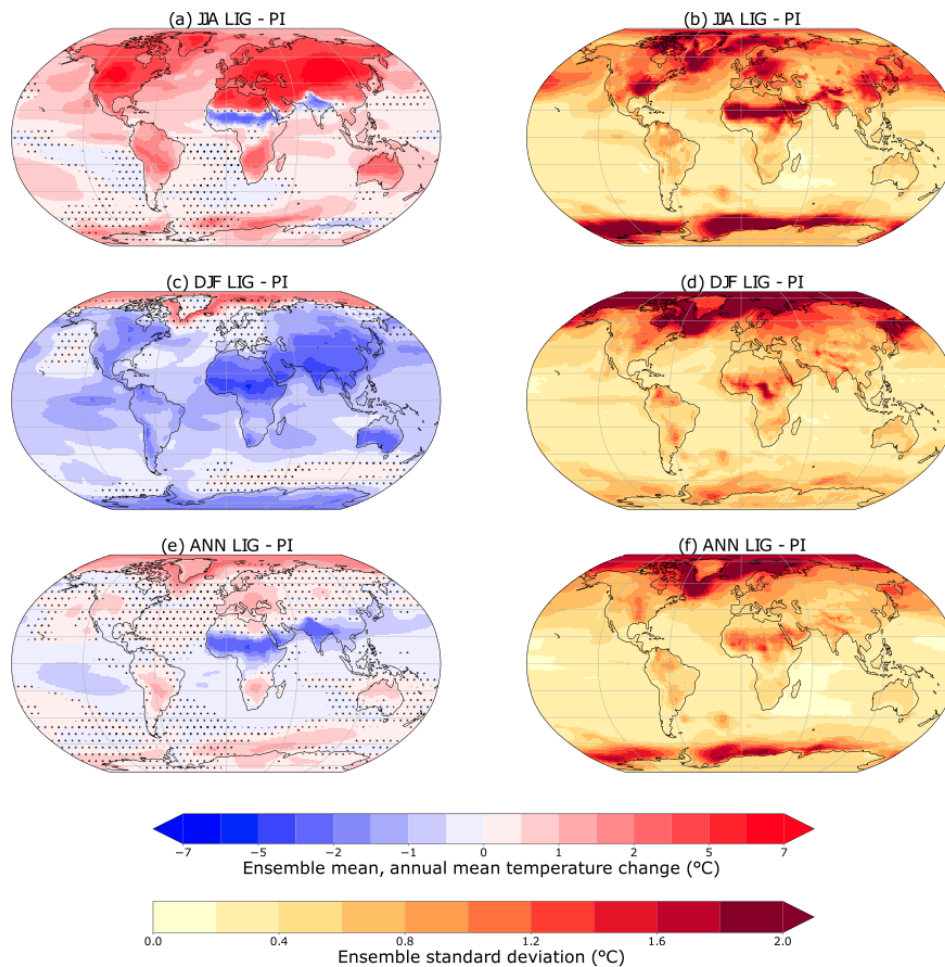 (a) JJA LIG - PI
(b) JJA LIG - PI
(c) DJF LIG - PI
(d) DJF LIG - PI
(e) ANN LIG - PI
(f) ANN LIG - PI
−7 −5 −2 −1 0 1 2 5 7
Ensemble mean, annual mean temperature change (°C)
0.0 0.4 0.8 1.2 1.6 2.0
Ensemble standard deviation (°C)